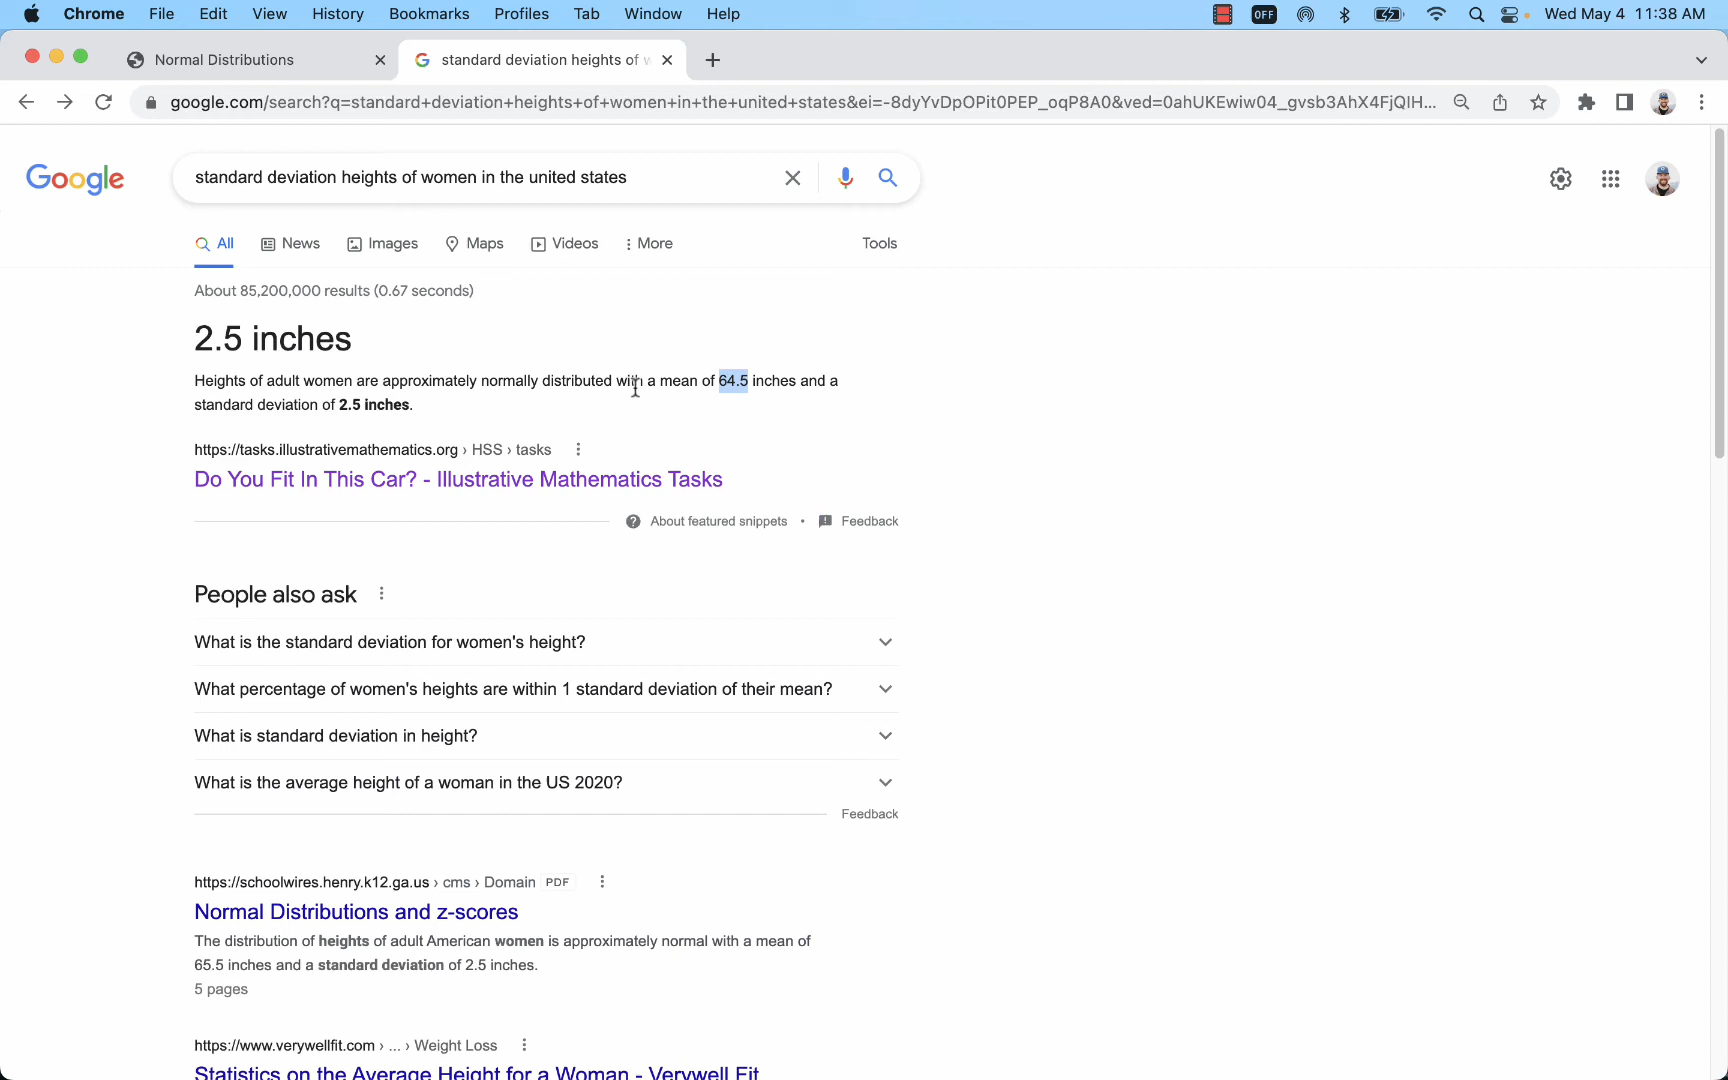 Chrome File Edit View History Bookmarks Profiles Tab Window Help OFF Wed May 4 11:38 AM
Normal Distributions
standard deviation heights of w
google.com/search?q=standard+deviation+heights+of+women+in+the+united+states&ei=-8dyYvDpOPit0PEP_oqP8A0&ved=0ahUKEwiw04_gvsb3AhX4FjQIH...
Google
standard deviation heights of women in the united states
All News Images Maps Videos More Tools
About 85,200,000 results (0.67 seconds)
2.5 inches
Heights of adult women are approximately normally distributed with a mean of 64.5 inches and a
standard deviation of 2.5 inches.
https://tasks.illustrativemathematics.org › HSS › tasks
Do You Fit In This Car? - Illustrative Mathematics Tasks
About featured snippets • Feedback
People also ask
What is the standard deviation for women's height?
What percentage of women's heights are within 1 standard deviation of their mean?
What is standard deviation in height?
What is the average height of a woman in the US 2020?
Feedback
https://schoolwires.henry.k12.ga.us › cms › Domain PDF
Normal Distributions and z-scores
The distribution of heights of adult American women is approximately normal with a mean of
65.5 inches and a standard deviation of 2.5 inches.
5 pages
https://www.verywellfit.com › ... › Weight Loss
Statistics on the Average Height for a Woman - Verywell Fit